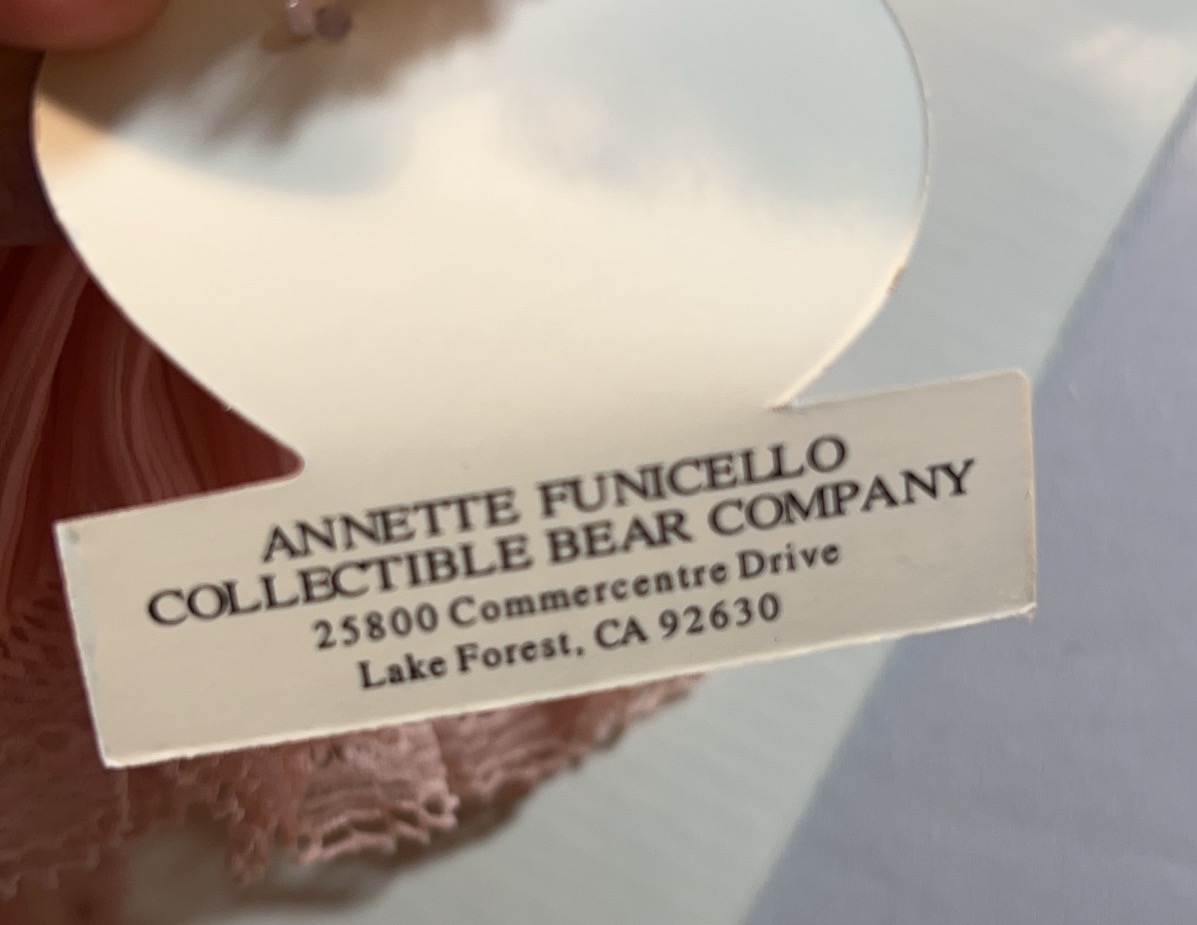 ANNETTE FUNICELLO
COLLECTIBLE BEAR COMPANY
25800 Commercentre Drive
Lake Forest, CA 92630